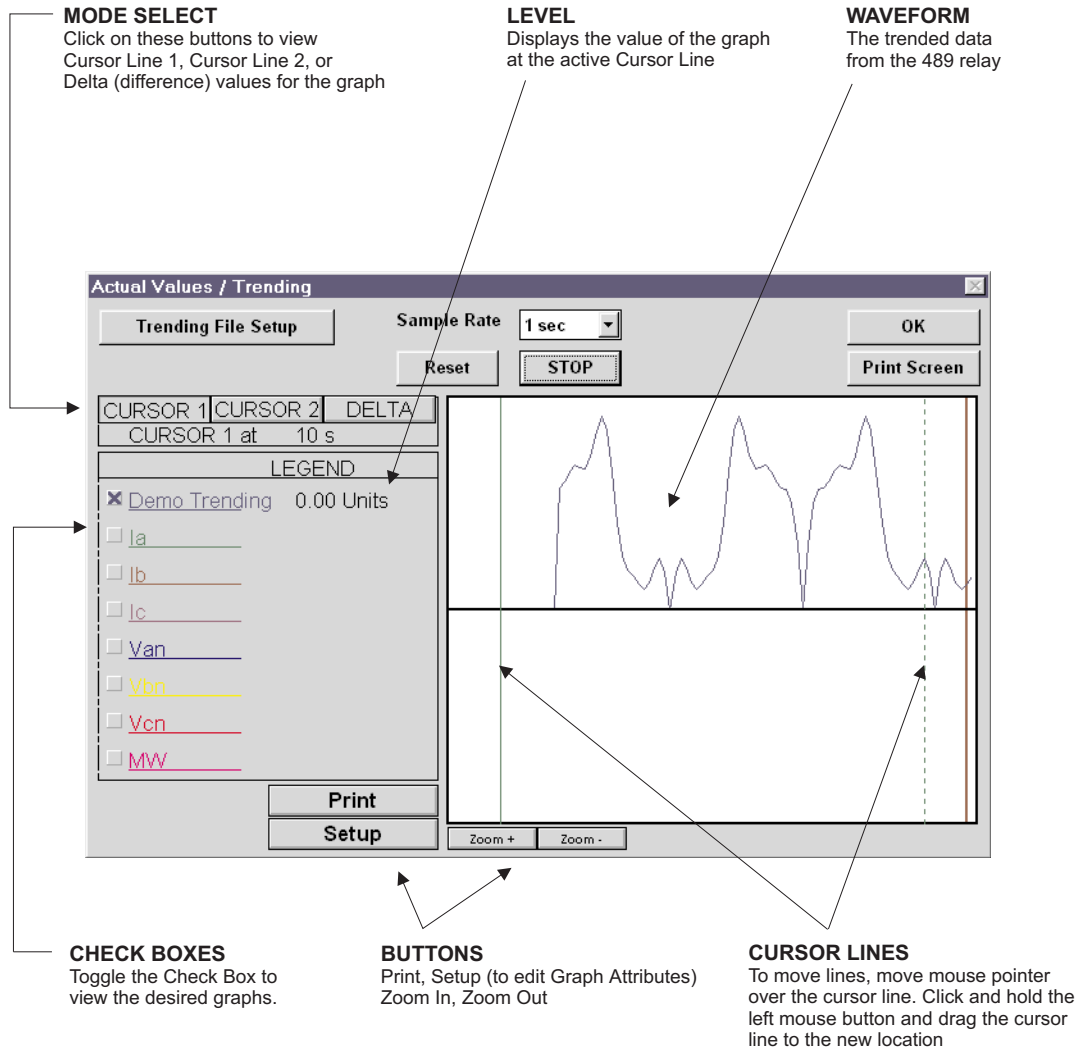 MODE SELECT
Click on these buttons to view
Cursor Line 1, Cursor Line 2, or
Delta (difference) values for the graph
LEVEL
Displays the value of the graph
at the active Cursor Line
WAVEFORM
The trended data
from the 489 relay
Actual Values / Trending
Trending File Setup
Sample Rate
1 sec
OK
Reset
STOP
Print Screen
CURSOR 1 CURSOR 2 DELTA
CURSOR 1 at 10 s
LEGEND
Demo Trending 0.00 Units
Ia
Ib
Ic
Van
Vbn
Vcn
MW
Print
Setup
Zoom +
Zoom -
CHECK BOXES
Toggle the Check Box to
view the desired graphs.
BUTTONS
Print, Setup (to edit Graph Attributes)
Zoom In, Zoom Out
CURSOR LINES
To move lines, move mouse pointer
over the cursor line. Click and hold the
left mouse button and drag the cursor
line to the new location